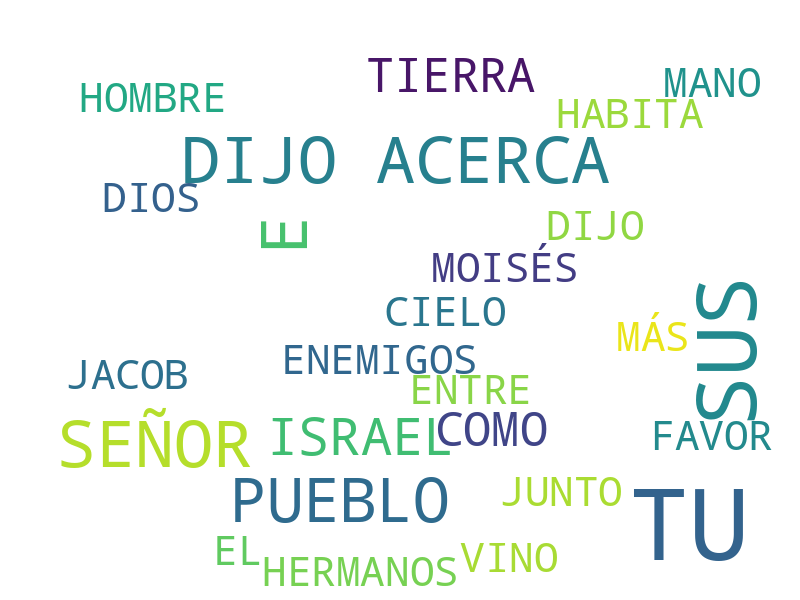 TIERRA
MANO
HOMBRE
HABITA
DIJO ACERCA
DIOS
E
DIJO
MOISÉS
SUS
CIELO
MÁS
ENEMIGOS
JACOB
ENTRE
SEÑOR
ISRAEL
COMO
FAVOR
PUEBLO
JUNTO
TU
EL
HERMANOS
VINO